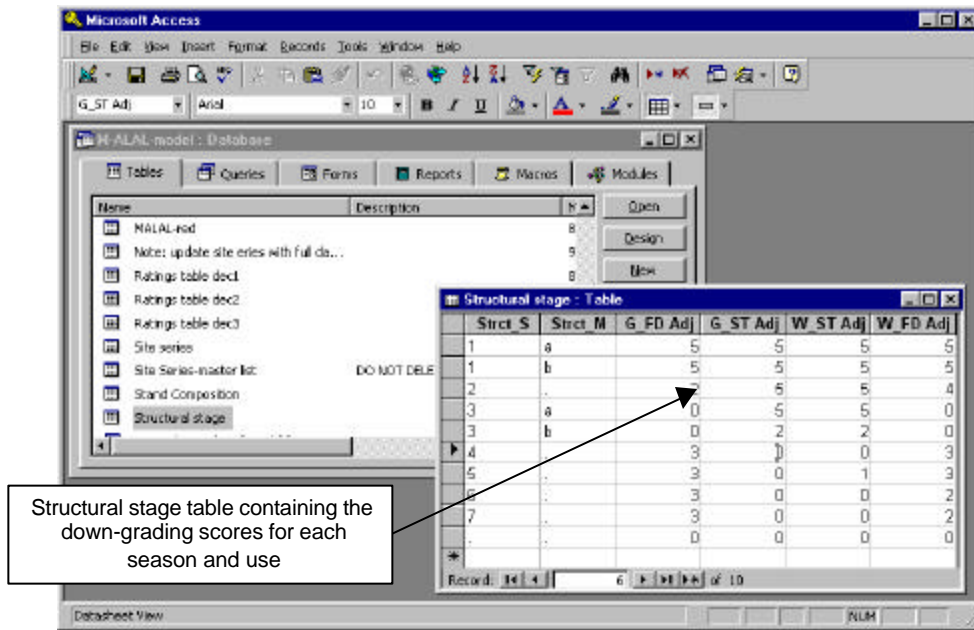 Microsoft Access
File Edit View Insert Format Records Tools Window Help
G_ST Adj Arial 10 B I U
M-ALAL-model : Database
Tables Queries Forms Reports Macros Modules
Name Description
MALAL-red 8
Note: update site eries with full da... 9
Ratings table dec1 8
Ratings table dec2
Ratings table dec3
Site series
Site Series-master list DO NOT DELE
Stand Composition
Structural stage
Open
Design
New
Structural stage : Table
Strct_S Strct_M G_FD Adj G_ST Adj W_ST Adj W_FD Adj
1 a 5 5 5 5
1 b 5 5 5 5
2 . 5 5 4
3 a 0 5 5 0
3 b 0 2 2 0
4 . 3 0 3
5 . 3 0 1 3
6 . 3 0 0 2
7 . 3 0 0 2
. . 0 0 0 0
Record: 6 of 10
Structural stage table containing the
down-grading scores for each
season and use
Datasheet View NUM